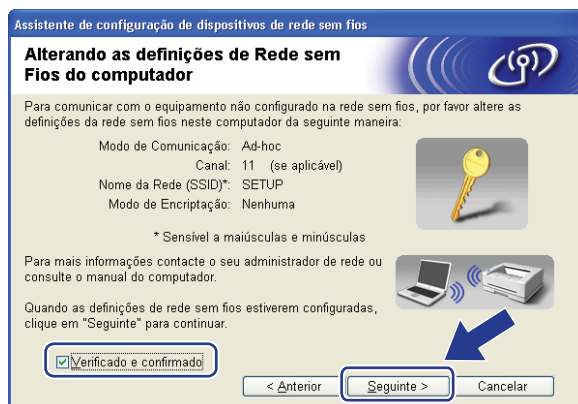 Assistente de configuração de dispositivos de rede sem fios
Alterando as definições de Rede sem
Fios do computador
Para comunicar com o equipamento não configurado na rede sem fios, por favor altere as
definições da rede sem fios neste computador da seguinte maneira:
Modo de Comunicação: Ad-hoc
Canal: 11 (se aplicável)
Nome da Rede (SSID)*: SETUP
Modo de Encriptação: Nenhuma
* Sensível a maiúsculas e minúsculas
Para mais informações contacte o seu administrador de rede ou
consulte o manual do computador.
Quando as definições de rede sem fios estiverem configuradas,
clique em "Seguinte" para continuar.
Verificado e confirmado
< Anterior Seguinte > Cancelar